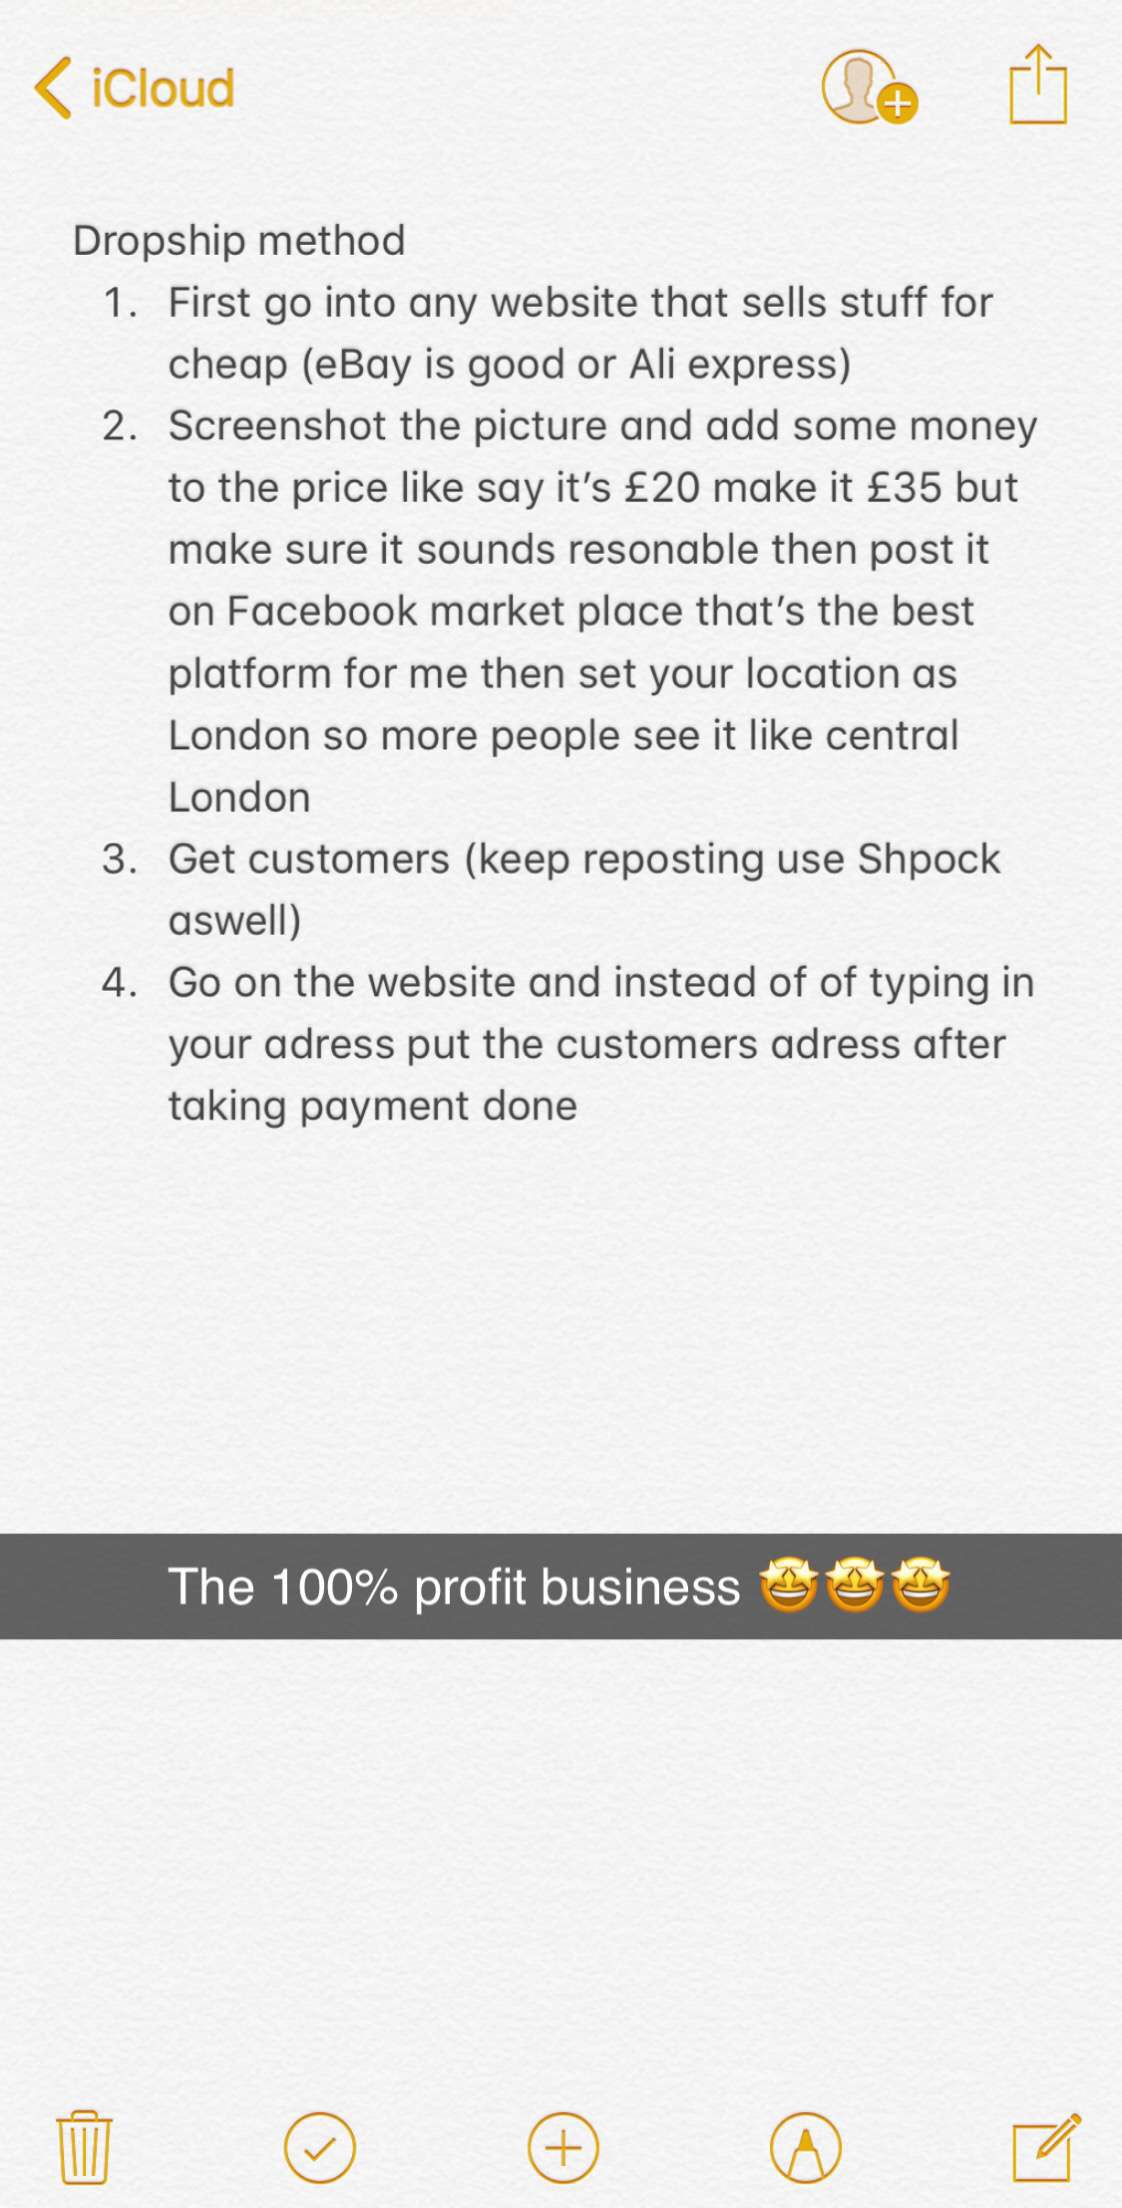 iCloud
Dropship method
1. First go into any website that sells stuff for
cheap (eBay is good or Ali express)
2. Screenshot the picture and add some money
to the price like say it's £20 make it £35 but
make sure it sounds resonable then post it
on Facebook market place that's the best
platform for me then set your location as
London so more people see it like central
London
3. Get customers (keep reposting use Shpock
aswell)
4. Go on the website and instead of of typing in
your adress put the customers adress after
taking payment done
The 100% profit business 🤩🤩🤩